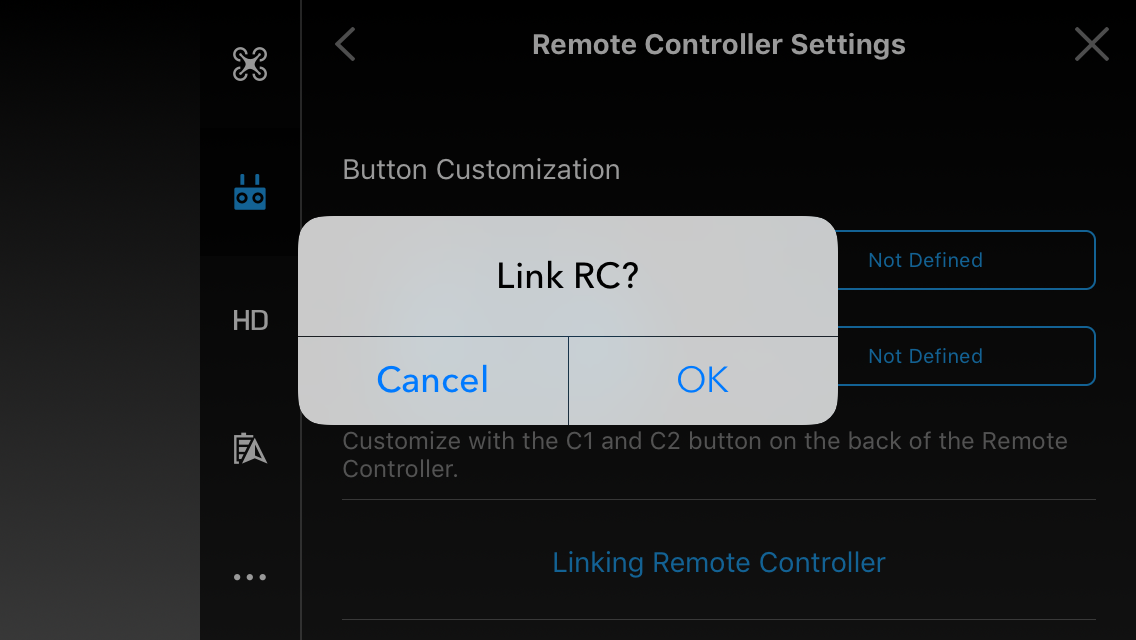 Remote Controller Settings
Button Customization
Not Defined
Link RC?
HD
Not Defined
Cancel
OK
Customize with the C1 and C2 button on the back of the Remote
Controller.
Linking Remote Controller